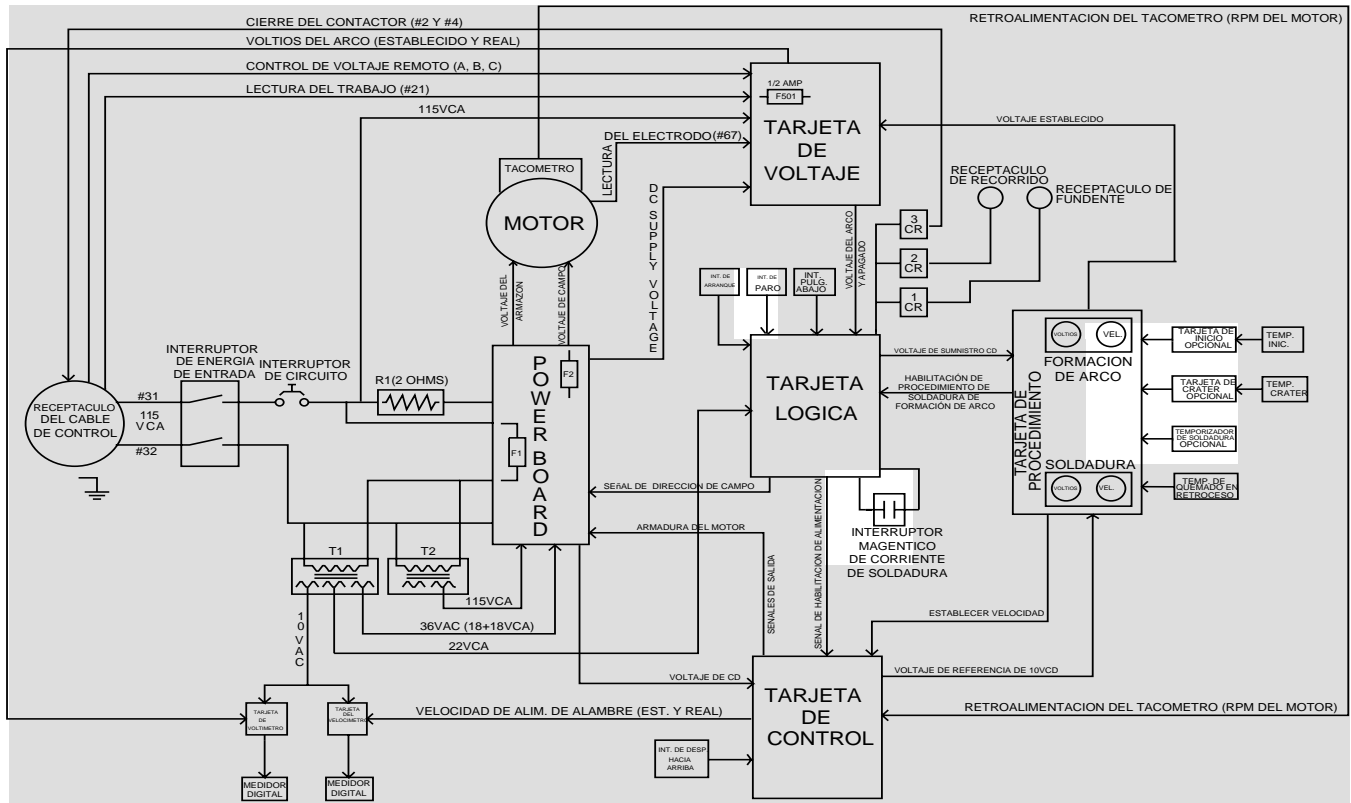 CIERRE DEL CONTACTOR (#2 Y #4)
RETROALIMENTACION DEL TACOMETRO (RPM DEL MOTOR)
VOLTIOS DEL ARCO (ESTABLECIDO Y REAL)
CONTROL DE VOLTAJE REMOTO (A, B, C)
LECTURA DEL TRABAJO (#21)
115VCA
1/2 AMP
F501
TARJETA
DE
VOLTAJE
VOLTAJE ESTABLECIDO
LECTURA
DEL ELECTRODO(#67)
TACOMETRO
MOTOR
DC SUPPLY VOLTAGE
RECEPTACULO
DE RECORRIDO
RECEPTACULO DE
FUNDENTE
3
CR
2
CR
1
CR
VOLTAJE DEL ARCO
Y APAGADO
INT. DE
ARRANQUE
INT. DE
PARO
INT.
PULG.
ABAJO
VOLTAJE DEL
ARMAZON
VOLTAJE DE CAMPO
INTERRUPTOR
DE ENERGIA
DE ENTRADA
INTERRUPTOR
DE CIRCUITO
R1(2 OHMS)
POWER BOARD
F2
F1
RECEPTACULO
DEL CABLE
DE CONTROL
#31
115
VCA
#32
TARJETA
LOGICA
VOLTAJE DE SUMNISTRO CD
HABILITACIÓN DE
PROCEDIMIENTO DE
SOLDADURA DE
FORMACIÓN DE ARCO
TARJETA DE
PROCEDIMIENTO
VOLTIOS
VEL.
FORMACION
DE ARCO
SOLDADURA
VOLTIOS
VEL.
TARJETA DE
INICIO
OPCIONAL
TEMP.
INIC.
TARJETA DE
CRATER
OPCIONAL
TEMP.
CRATER
TEMPORIZADOR
DE SOLDADURA
OPCIONAL
TEMP. DE
QUEMADO EN
RETROCESO
SEñAL DE DIRECCION DE CAMPO
ARMADURA DEL MOTOR
SENALES DE SALIDA
SENAL DE HABILITACION DE ALIMENTACION
INTERRUPTOR
MAGENTICO
DE CORRIENTE
DE SOLDADURA
T1
T2
115VCA
36VAC (18+18VCA)
22VCA
10 VAC
ESTABLECER VELOCIDAD
VOLTAJE DE REFERENCIA DE 10VCD
VOLTAJE DE CD
TARJETA
DE
CONTROL
TARJETA
DE
VOLTIMETRO
TARJETA
DEL
VELOCIMETRO
VELOCIDAD DE ALIM. DE ALAMBRE (EST. Y REAL)
RETROALIMENTACION DEL TACOMETRO (RPM DEL MOTOR)
INT. DE DESP.
HACIA
ARRIBA
MEDIDOR
DIGITAL
MEDIDOR
DIGITAL